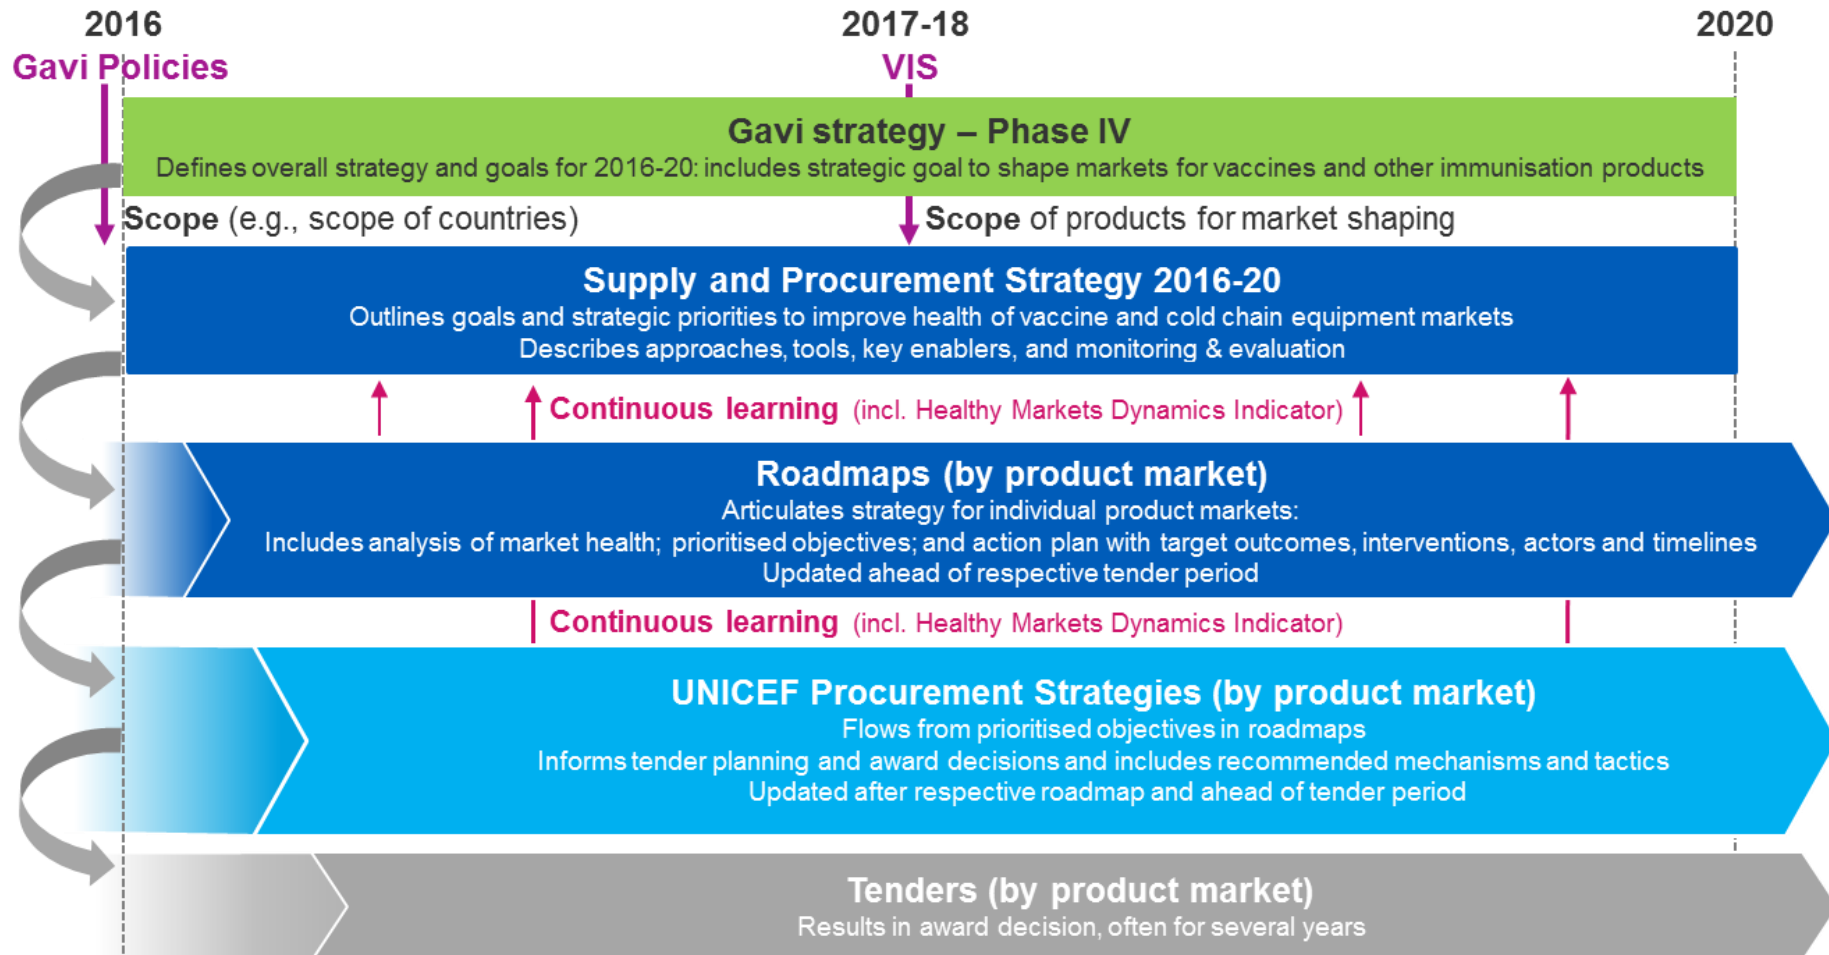 2016
2017-18
2020
Gavi Policies
VIS
Gavi strategy – Phase IV
Defines overall strategy and goals for 2016-20: includes strategic goal to shape markets for vaccines and other immunisation products
Scope (e.g., scope of countries)
Scope of products for market shaping
Supply and Procurement Strategy 2016-20
Outlines goals and strategic priorities to improve health of vaccine and cold chain equipment markets
Describes approaches, tools, key enablers, and monitoring & evaluation
Continuous learning (incl. Healthy Markets Dynamics Indicator)
Roadmaps (by product market)
Articulates strategy for individual product markets:
Includes analysis of market health; prioritised objectives; and action plan with target outcomes, interventions, actors and timelines
Updated ahead of respective tender period
Continuous learning (incl. Healthy Markets Dynamics Indicator)
UNICEF Procurement Strategies (by product market)
Flows from prioritised objectives in roadmaps
Informs tender planning and award decisions and includes recommended mechanisms and tactics
Updated after respective roadmap and ahead of tender period
Tenders (by product market)
Results in award decision, often for several years